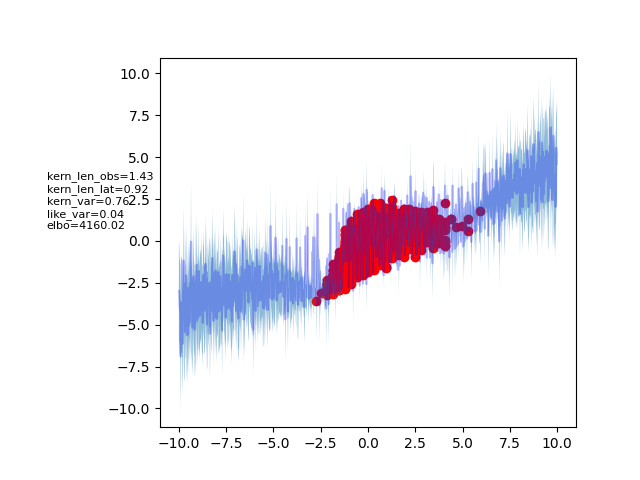 10.0
7.5
5.0
kern_len_obs=1.43
kern_len_lat=0.92
kern_var=0.76
2.5
like_var=0.04
elbo=4160.02
0.0
−2.5
−5.0
−7.5
−10.0
−10.0 −7.5 −5.0 −2.5 0.0 2.5 5.0 7.5 10.0